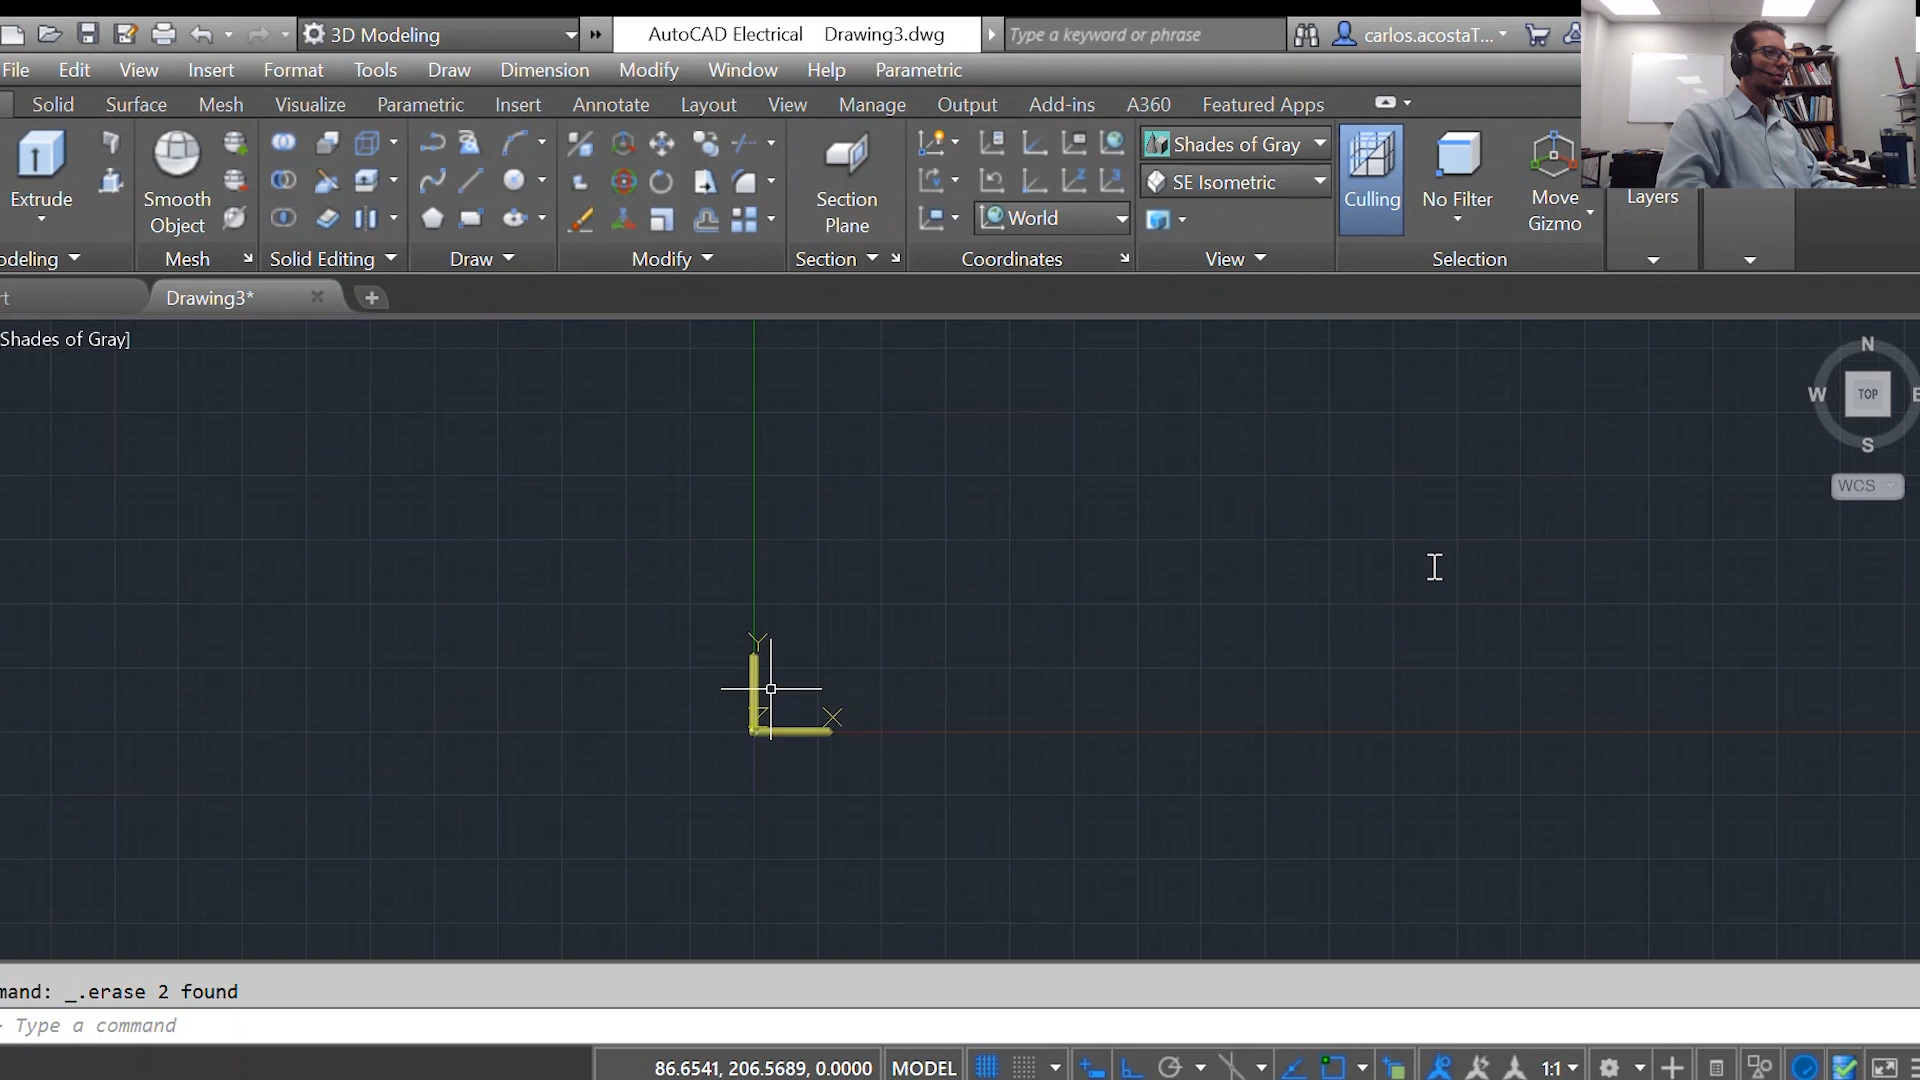 3D Modeling
AutoCAD Electrical Drawing3.dwg
Type a keyword or phrase
carlos.acostaT...
File Edit View Insert Format Tools Draw Dimension Modify Window Help Parametric
Solid Surface Mesh Visualize Parametric Insert Annotate Layout View Manage Output Add-ins A360 Featured Apps
Extrude
Smooth
Object
Section
Plane
Shades of Gray
SE Isometric
World
Culling
No Filter
Move
Gizmo
Layers
odeling Mesh Solid Editing Draw Modify Section Coordinates View Selection
rt
Drawing3*
Shades of Gray]
N
W TOP E
S
WCS
Y
Z X
mand: _.erase 2 found
Type a command
86.6541, 206.5689, 0.0000 MODEL 1:1